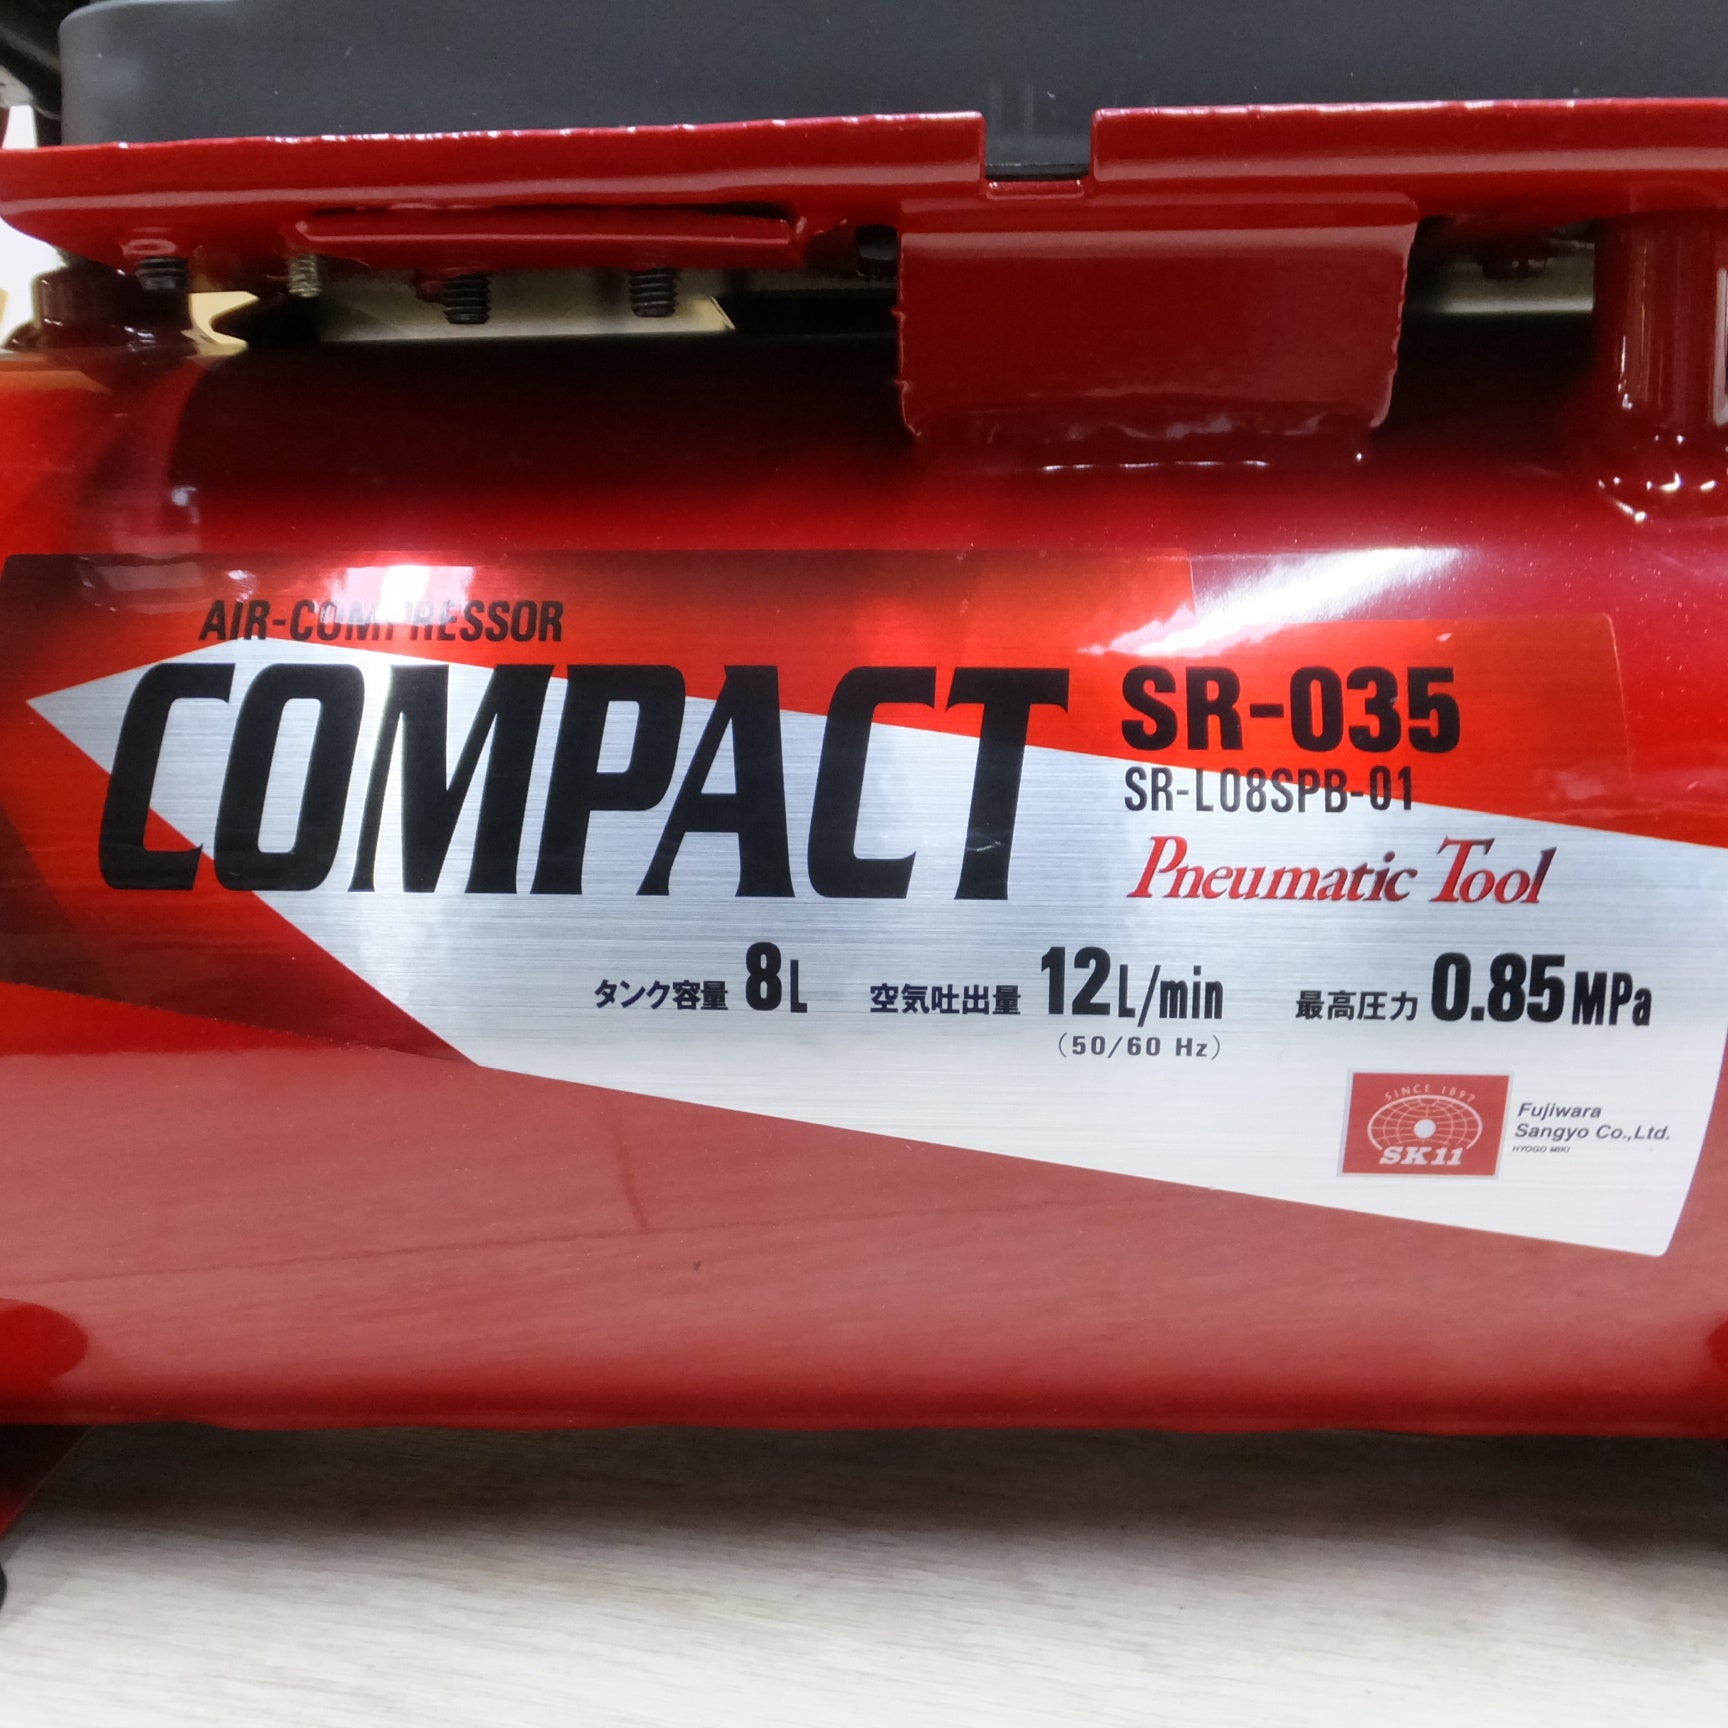 AIR-COMPRESSOR
COMPACT
SR-035
SR-L08SPB-01
Pneumatic Tool
タンク容量 8L 空気吐出量 12L/min 最高圧力 0.85MPa
(50/60 Hz)
SINCE 1897
SK11
Fujiwara
Sangyo Co.,Ltd.
HYOGO MIKI